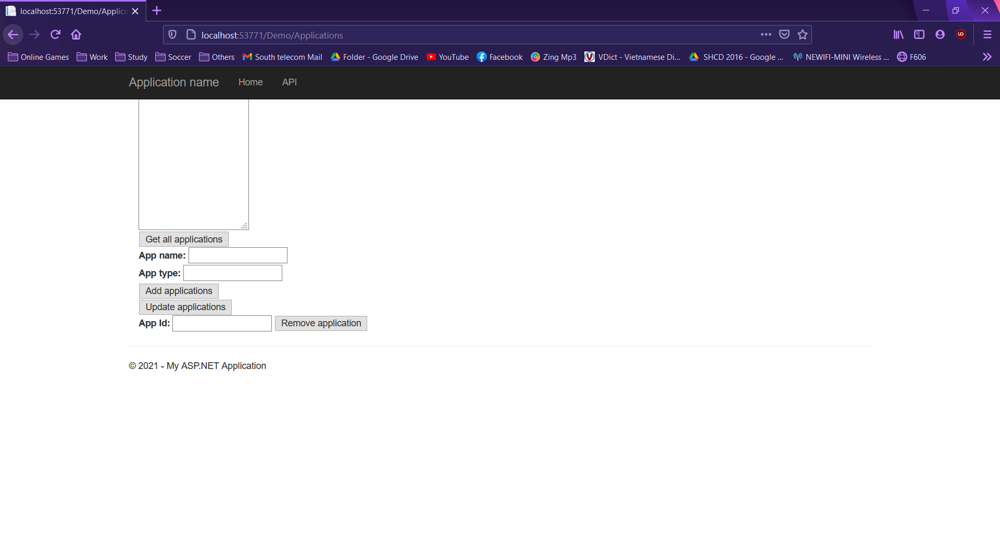 localhost:53771/Demo/Applica
localhost:53771/Demo/Applications
Online Games Work Study Soccer Others South telecom Mail Folder - Google Drive YouTube Facebook Zing Mp3 VDict - Vietnamese Di... SHCD 2016 - Google ... NEWIFI-MINI Wireless ... F606
Application name Home API
Get all applications
App name:
App type:
Add applications
Update applications
App Id: Remove application
© 2021 - My ASP.NET Application